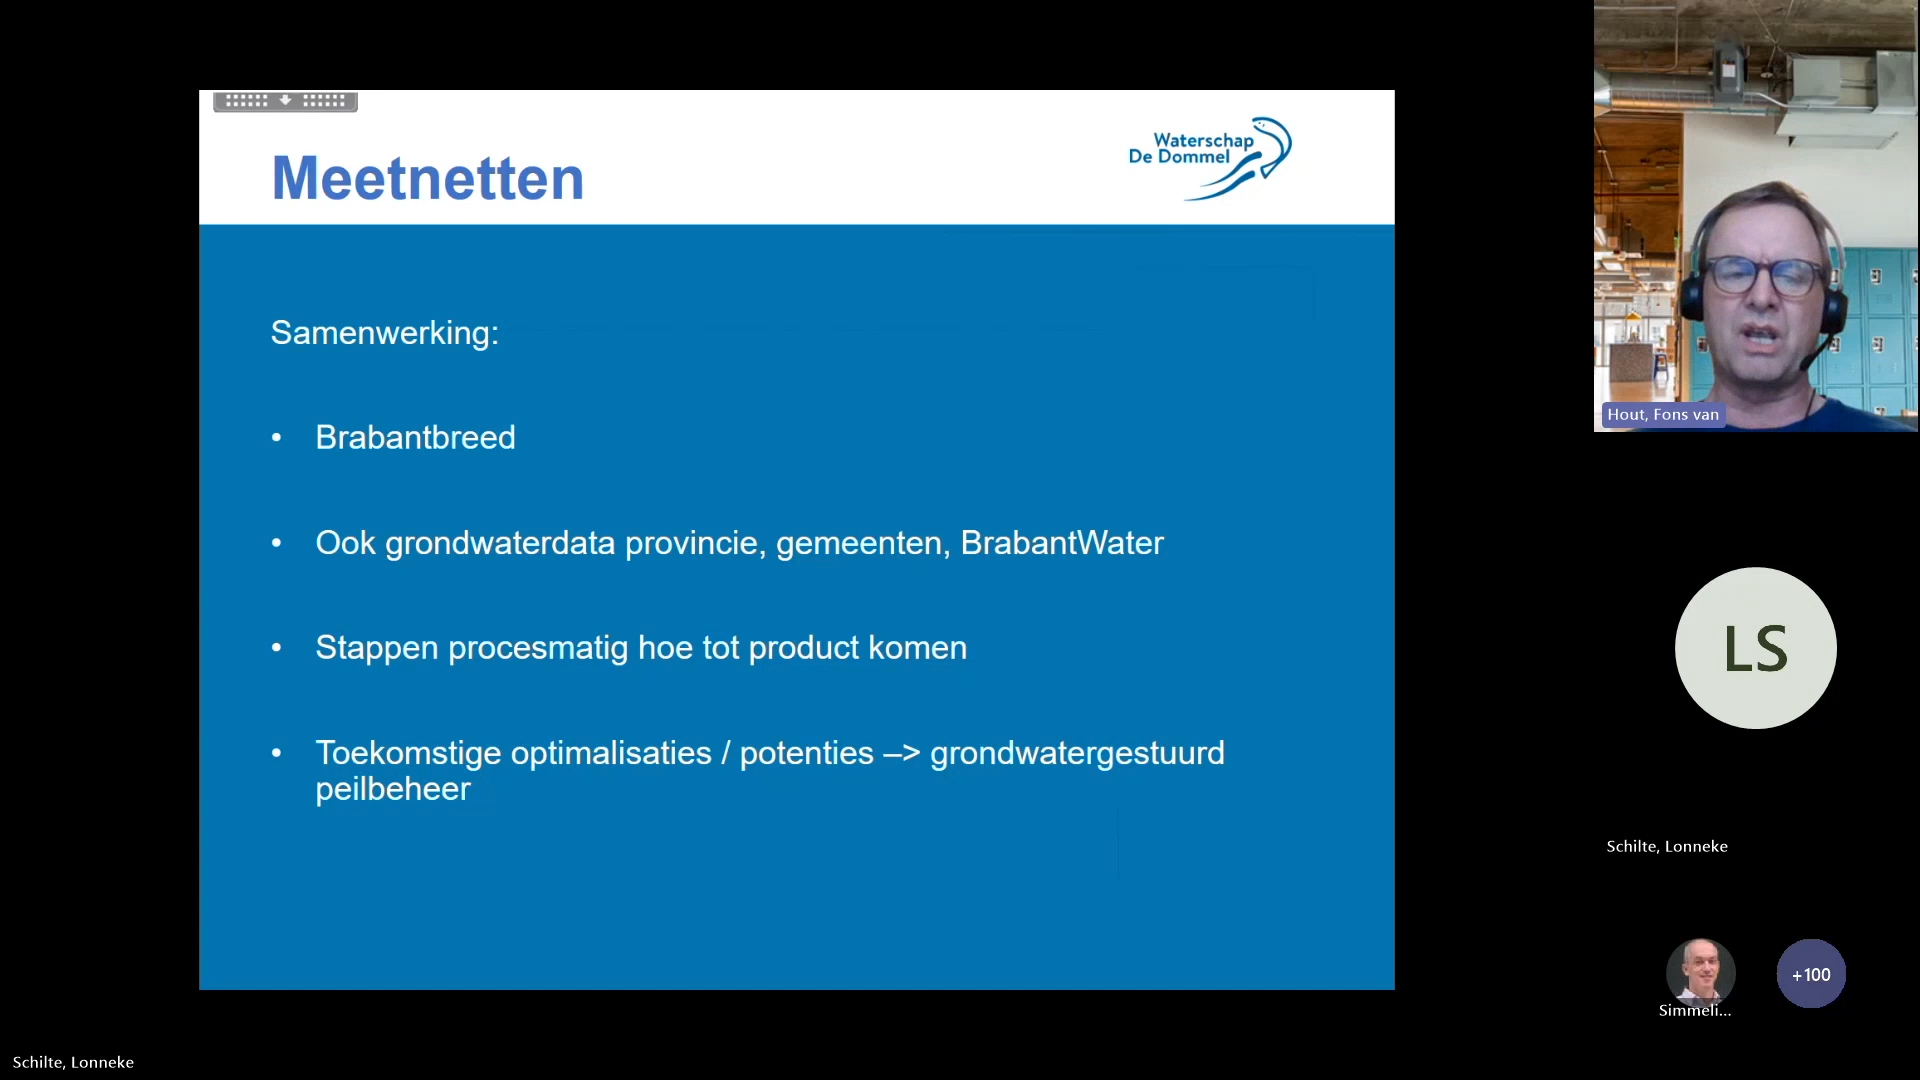 Meetnetten
Waterschap
De Dommel
Samenwerking:
• Brabantbreed
• Ook grondwaterdata provincie, gemeenten, BrabantWater
• Stappen procesmatig hoe tot product komen
• Toekomstige optimalisaties / potenties –> grondwatergestuurd
peilbeheer
Hout, Fons van
LS
Schilte, Lonneke
Simmeli...
+100
Schilte, Lonneke